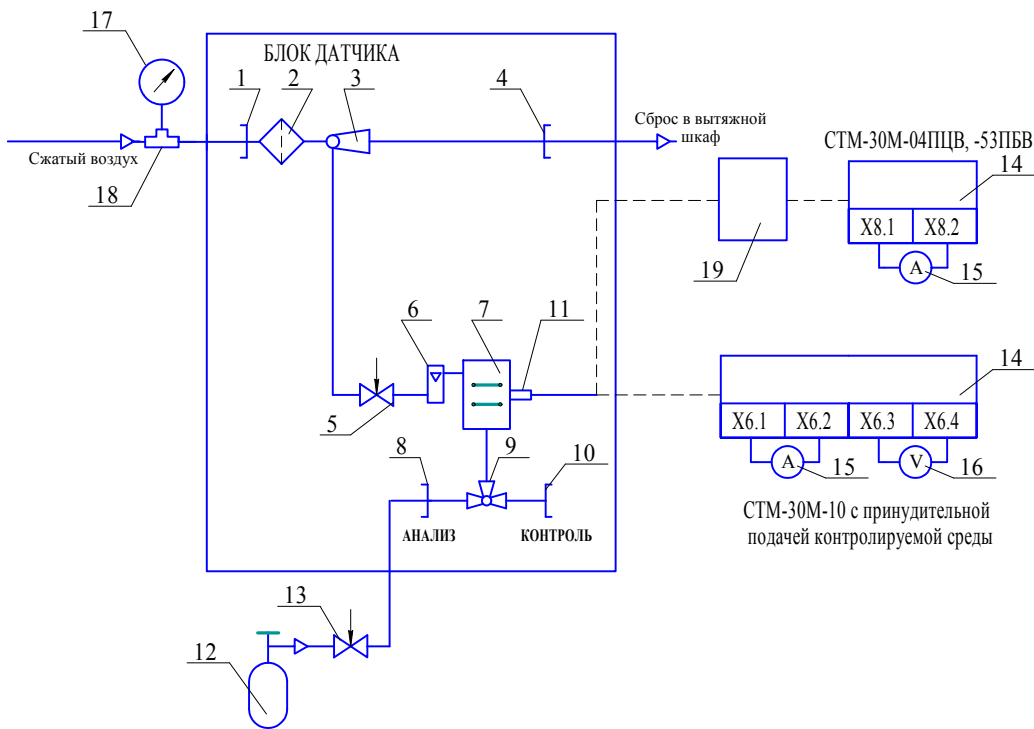 17
БЛОК ДАТЧИКА
1
2
3
4
Сброс в вытяжной
шкаф
Сжатый воздух
18
СТМ-30М-04ПЦВ, -53ПБВ
14
X8.1
X8.2
19
A
15
6
7
11
5
14
X6.1
X6.2
X6.3
X6.4
8
9
10
A
15
V
16
АНАЛИЗ
КОНТРОЛЬ
СТМ-30М-10 с принудительной
подачей контролируемой среды
13
12